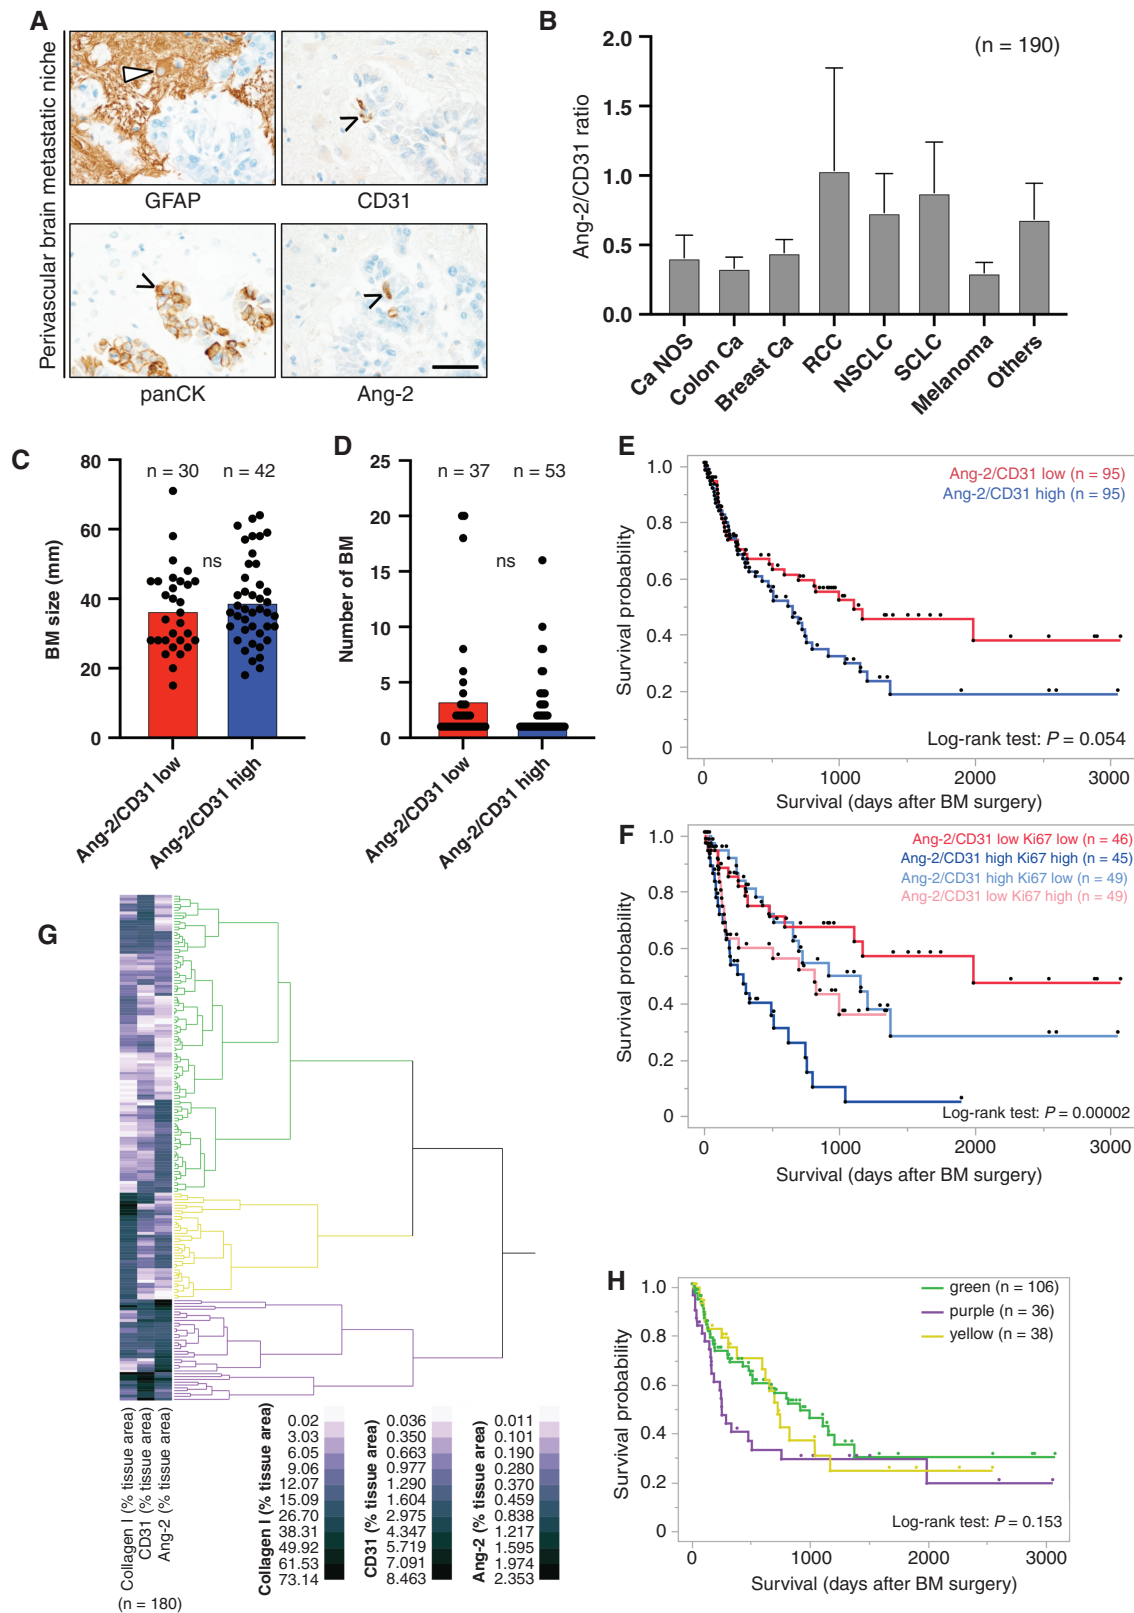 A
Perivascular brain metastatic niche
GFAP
CD31
panCK
Ang-2
B
(n = 190)
Ang-2/CD31 ratio
2.0
1.5
1.0
0.5
0.0
Ca NOS
Colon Ca
Breast Ca
RCC
NSCLC
SCLC
Melanoma
Others
C
BM size (mm)
80
60
40
20
0
n = 30
n = 42
ns
Ang-2/CD31 low
Ang-2/CD31 high
D
Number of BM
25
20
15
10
5
0
n = 37
n = 53
ns
Ang-2/CD31 low
Ang-2/CD31 high
E
Survival probability
1.0
0.8
0.6
0.4
0.2
0
Ang-2/CD31 low (n = 95)
Ang-2/CD31 high (n = 95)
Log-rank test: P = 0.054
0
1000
2000
3000
Survival (days after BM surgery)
F
Survival probability
1.0
0.8
0.6
0.4
0.2
0
Ang-2/CD31 low Ki67 low (n = 46)
Ang-2/CD31 high Ki67 high (n = 45)
Ang-2/CD31 high Ki67 low (n = 49)
Ang-2/CD31 low Ki67 high (n = 49)
Log-rank test: P = 0.00002
0
1000
2000
3000
Survival (days after BM surgery)
G
Collagen I (% tissue area)
CD31 (% tissue area)
Ang-2 (% tissue area)
(n = 180)
Collagen I (% tissue area)
0.02
3.03
6.05
9.06
12.07
15.09
26.70
38.31
49.92
61.53
73.14
CD31 (% tissue area)
0.036
0.350
0.663
0.977
1.290
1.604
2.975
4.347
5.719
7.091
8.463
Ang-2 (% tissue area)
0.011
0.101
0.190
0.280
0.370
0.459
0.838
1.217
1.595
1.974
2.353
H
Survival probability
1.0
0.8
0.6
0.4
0.2
0
green (n = 106)
purple (n = 36)
yellow (n = 38)
Log-rank test: P = 0.153
0
1000
2000
3000
Survival (days after BM surgery)